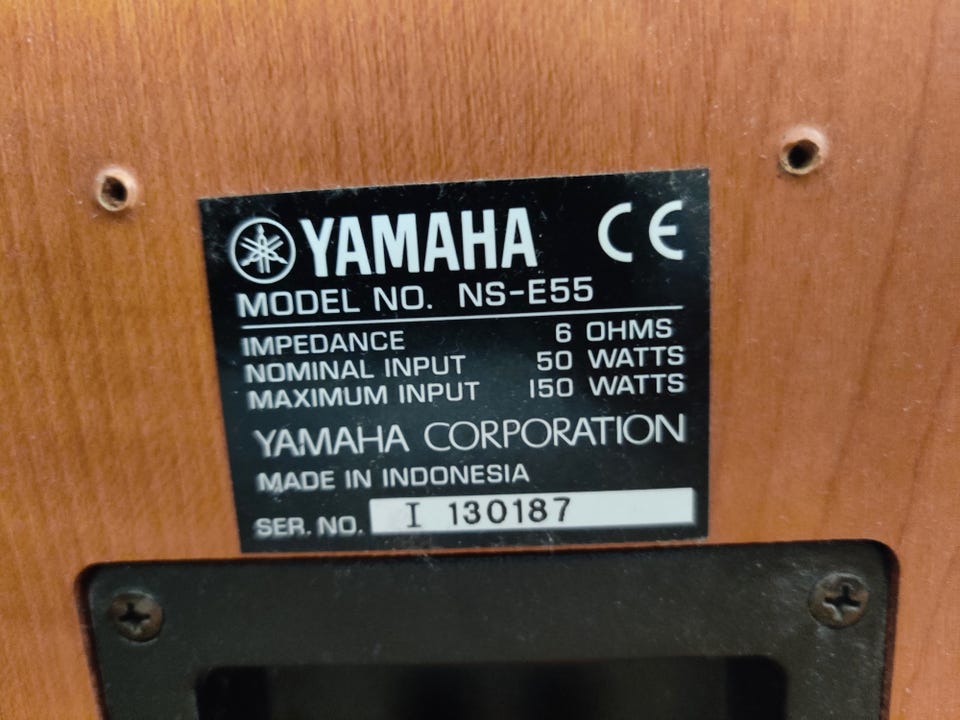 YAMAHA CE
MODEL NO. NS-E55
IMPEDANCE 6 OHMS
NOMINAL INPUT 50 WATTS
MAXIMUM INPUT 150 WATTS
YAMAHA CORPORATION
MADE IN INDONESIA
SER. NO. I 130187